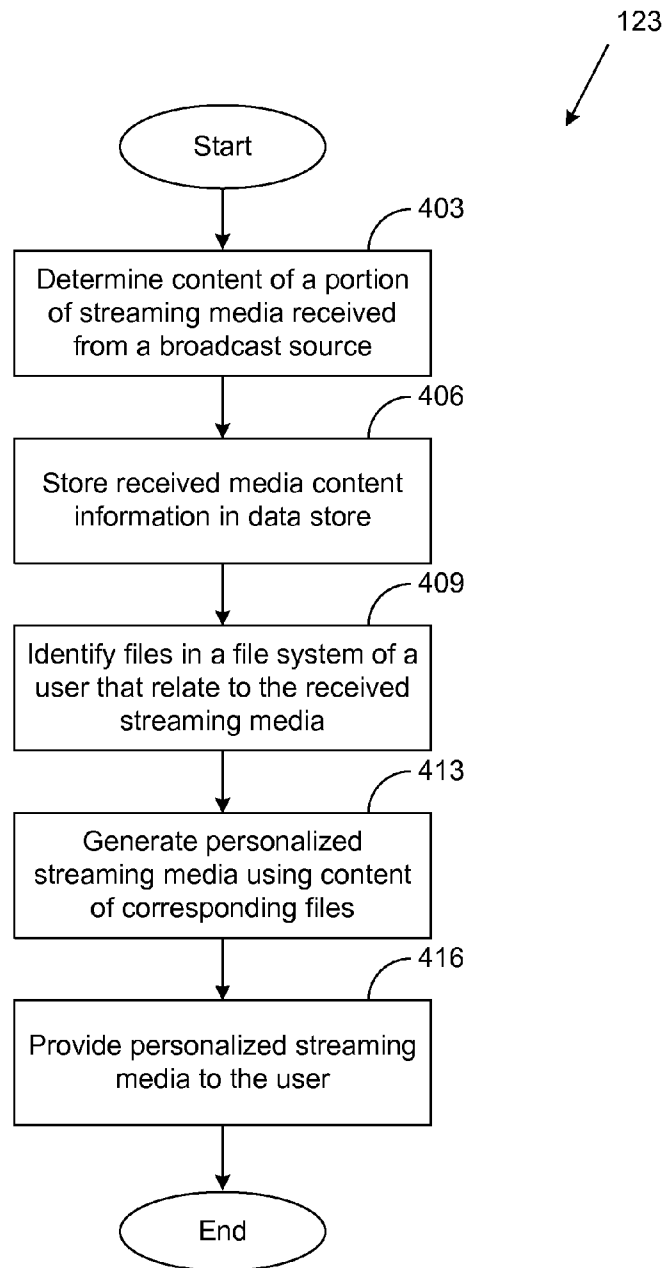 123
Start
403
Determine content of a portion
of streaming media received
from a broadcast source
406
Store received media content
information in data store
409
Identify files in a file system of a
user that relate to the received
streaming media
413
Generate personalized
streaming media using content
of corresponding files
416
Provide personalized streaming
media to the user
End